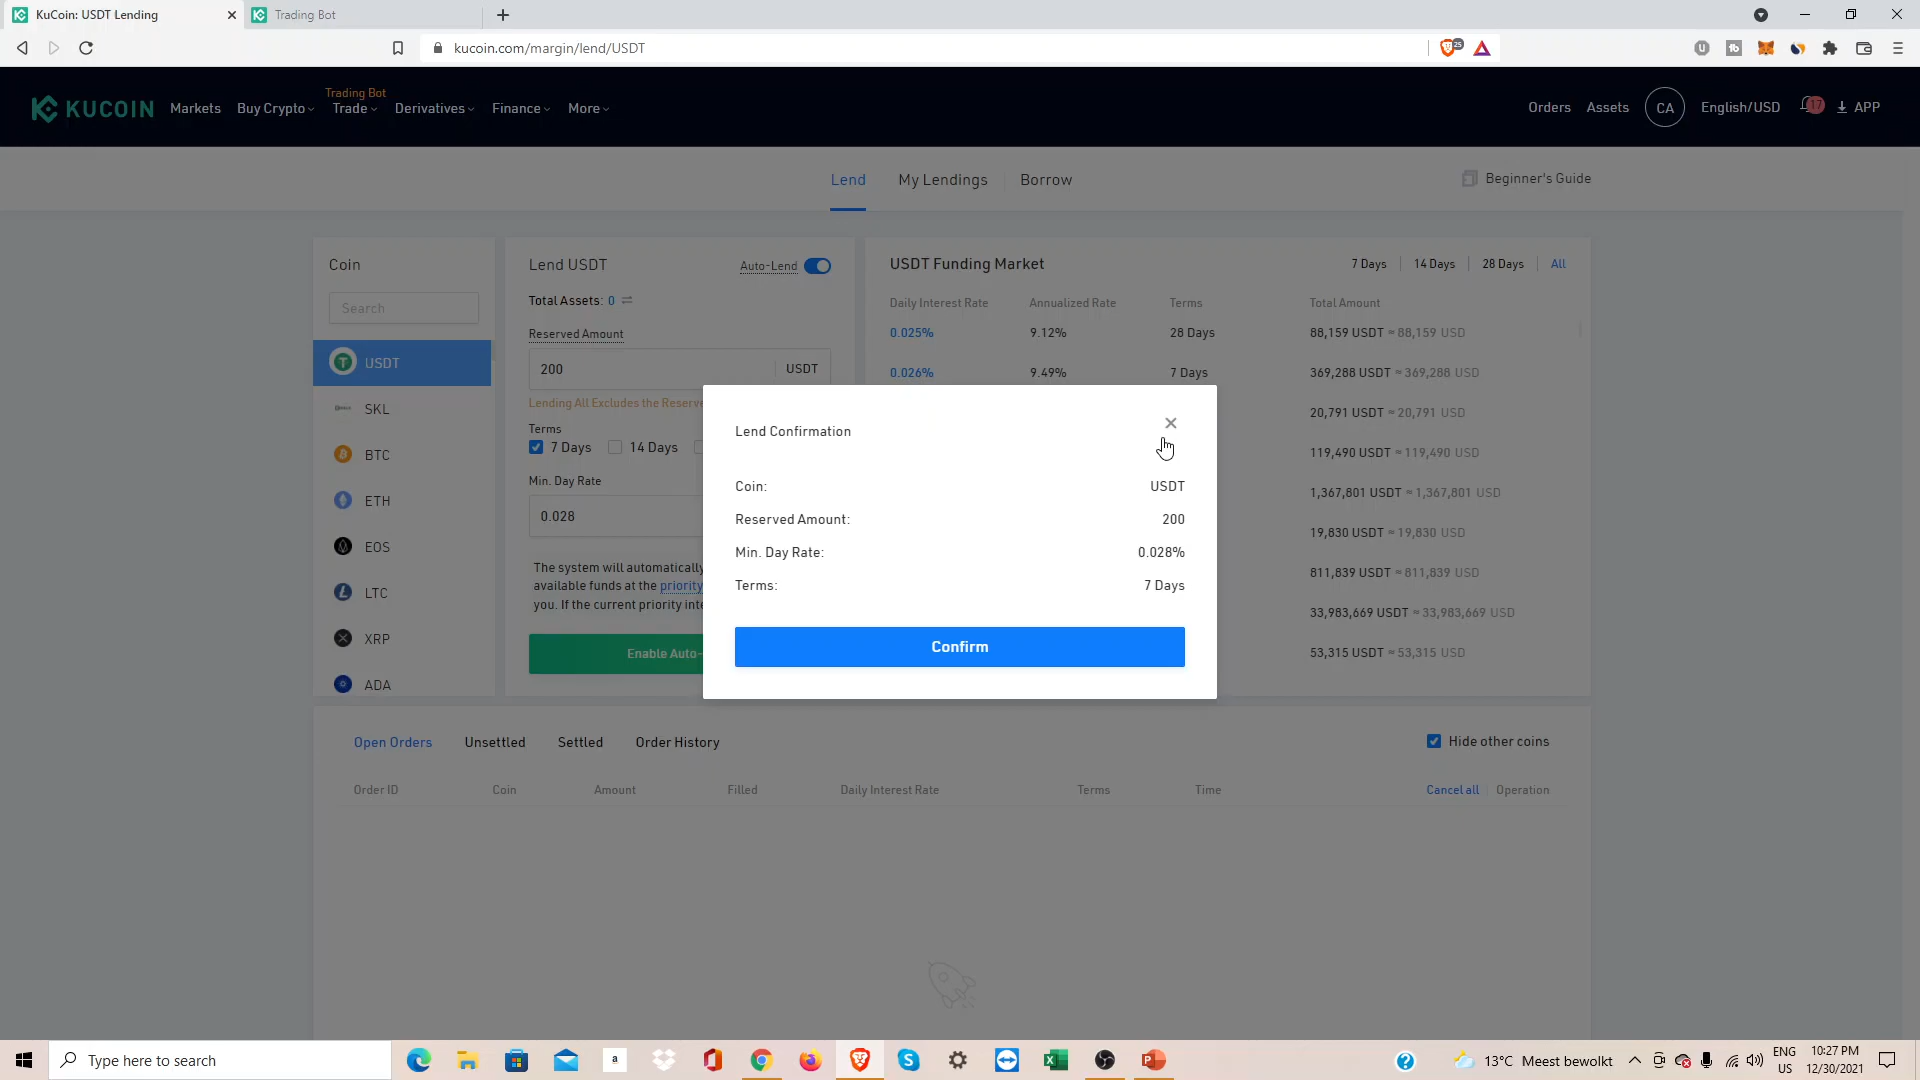 KuCoin: USDT Lending
Trading Bot
kucoin.com/margin/lend/USDT
25
KUCOIN
Markets
Buy Crypto
Trading Bot
Trade
Derivatives
Finance
More
Orders
Assets
CA
English/USD
17
APP
Lend
My Lendings
Borrow
Beginner's Guide
Coin
Search
USDT
SKL
BTC
ETH
EOS
LTC
XRP
ADA
Lend USDT
Auto-Lend
Total Assets: 0
Reserved Amount
200 USDT
Lending All Excludes the Reserve
Terms
7 Days 14 Days
Min. Day Rate
0.028
The system will automatically
available funds at the priority
you. If the current priority inte
Enable Auto-
USDT Funding Market
7 Days 14 Days 28 Days All
Daily Interest Rate Annualized Rate Terms Total Amount
0.025% 9.12% 28 Days 88,159 USDT ≈ 88,159 USD
0.026% 9.49% 7 Days 369,288 USDT ≈ 369,288 USD
20,791 USDT ≈ 20,791 USD
119,490 USDT ≈ 119,490 USD
1,367,801 USDT ≈ 1,367,801 USD
19,830 USDT ≈ 19,830 USD
811,839 USDT ≈ 811,839 USD
33,983,669 USDT ≈ 33,983,669 USD
53,315 USDT ≈ 53,315 USD
Lend Confirmation
Coin: USDT
Reserved Amount: 200
Min. Day Rate: 0.028%
Terms: 7 Days
Confirm
Open Orders Unsettled Settled Order History
Hide other coins
Order ID Coin Amount Filled Daily Interest Rate Terms Time Cancel all Operation
Type here to search
13°C Meest bewolkt
ENG
US
10:27 PM
12/30/2021